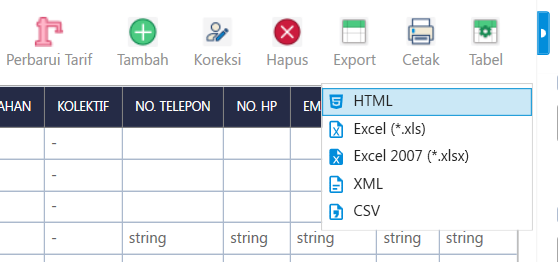 Perbarui Tarif Tambah Koreksi Hapus Export Cetak Tabel
AHAN KOLEKTIF NO. TELEPON NO. HP EM
HTML
-
Excel (*.xls)
-
Excel 2007 (*.xlsx)
-
XML
CSV
- string string string string string